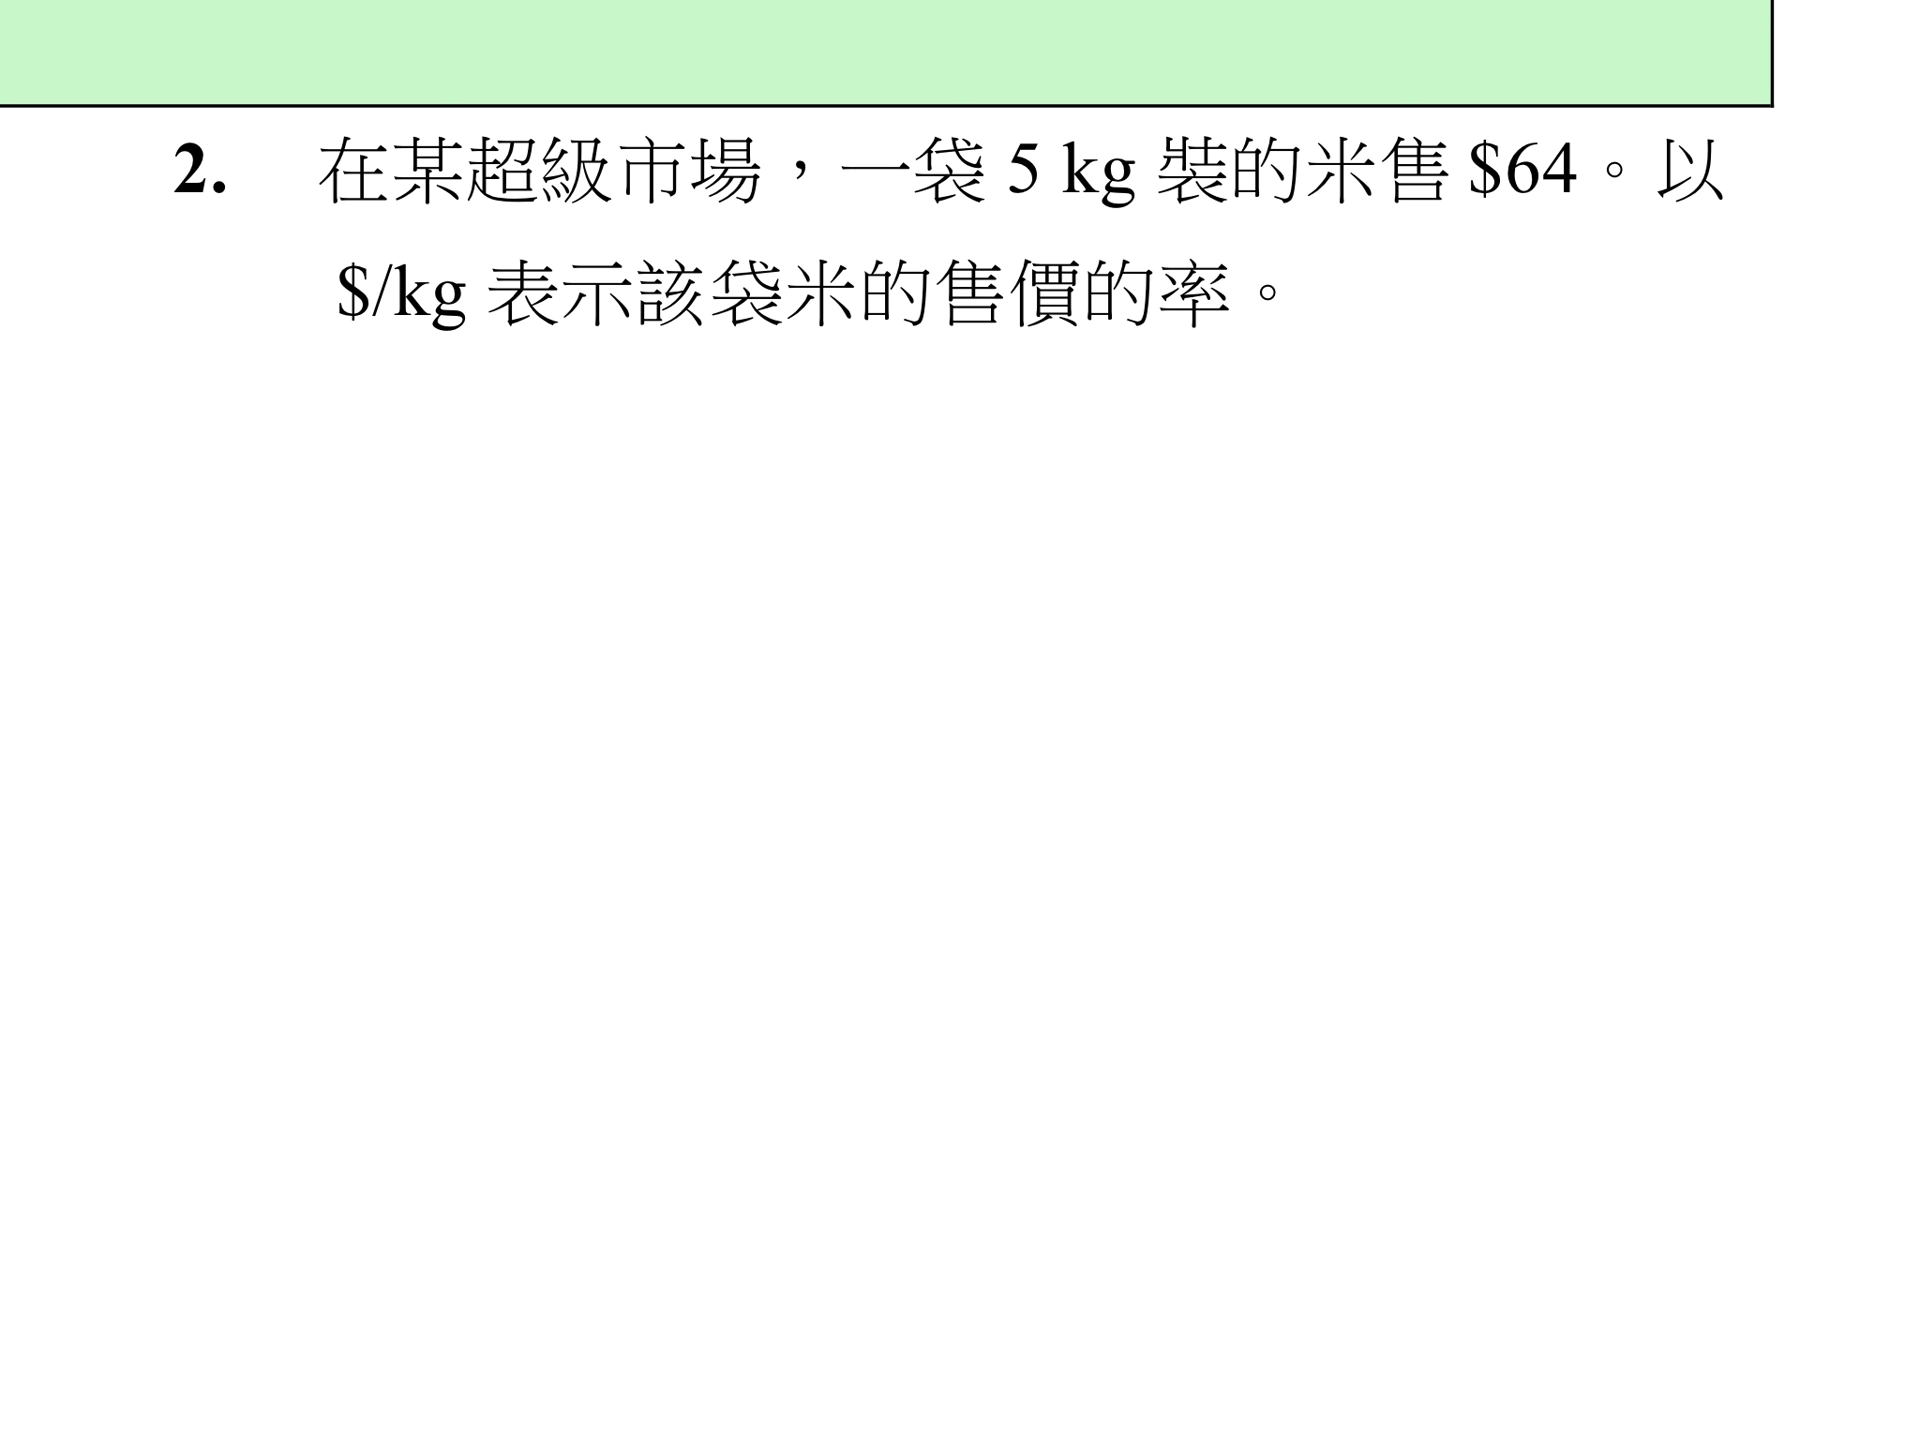 2. 在某超級市場，一袋 5 kg 裝的米售 $64。以
$/kg 表示該袋米的售價的率。